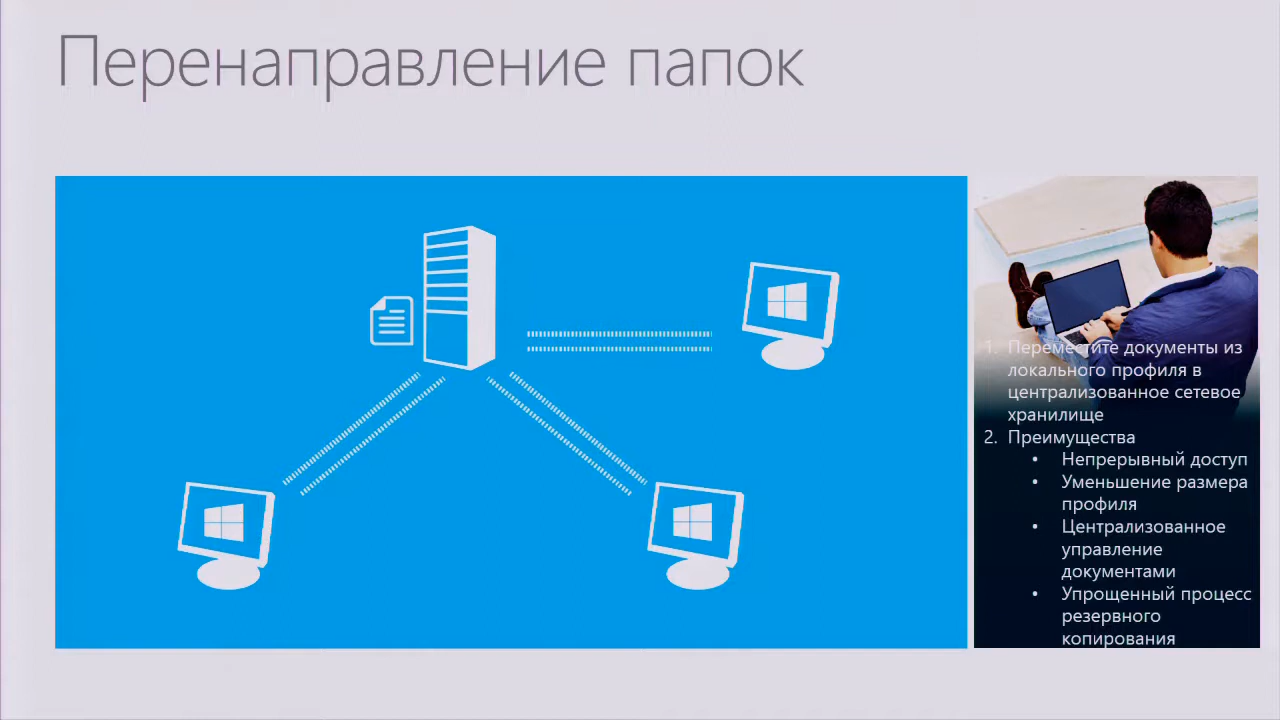 Перенаправление папок
1. Переместите документы из
локального профиля в
централизованное сетевое
хранилище
2. Преимущества
• Непрерывный доступ
• Уменьшение размера
профиля
• Централизованное
управление
документами
• Упрощенный процесс
резервного
копирования